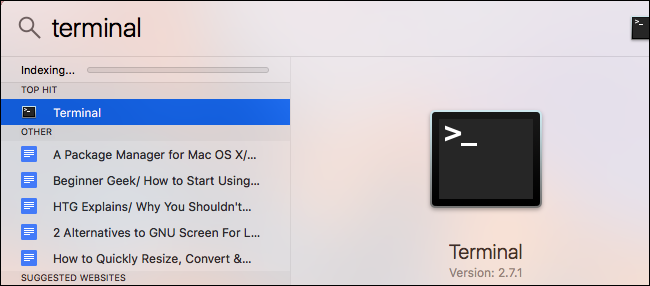 terminal
Indexing...
TOP HIT
Terminal
OTHER
A Package Manager for Mac OS X/...
Beginner Geek/ How to Start Using...
HTG Explains/ Why You Shouldn't...
2 Alternatives to GNU Screen For L...
How to Quickly Resize, Convert &...
SUGGESTED WEBSITES
>_
Terminal
Version: 2.7.1